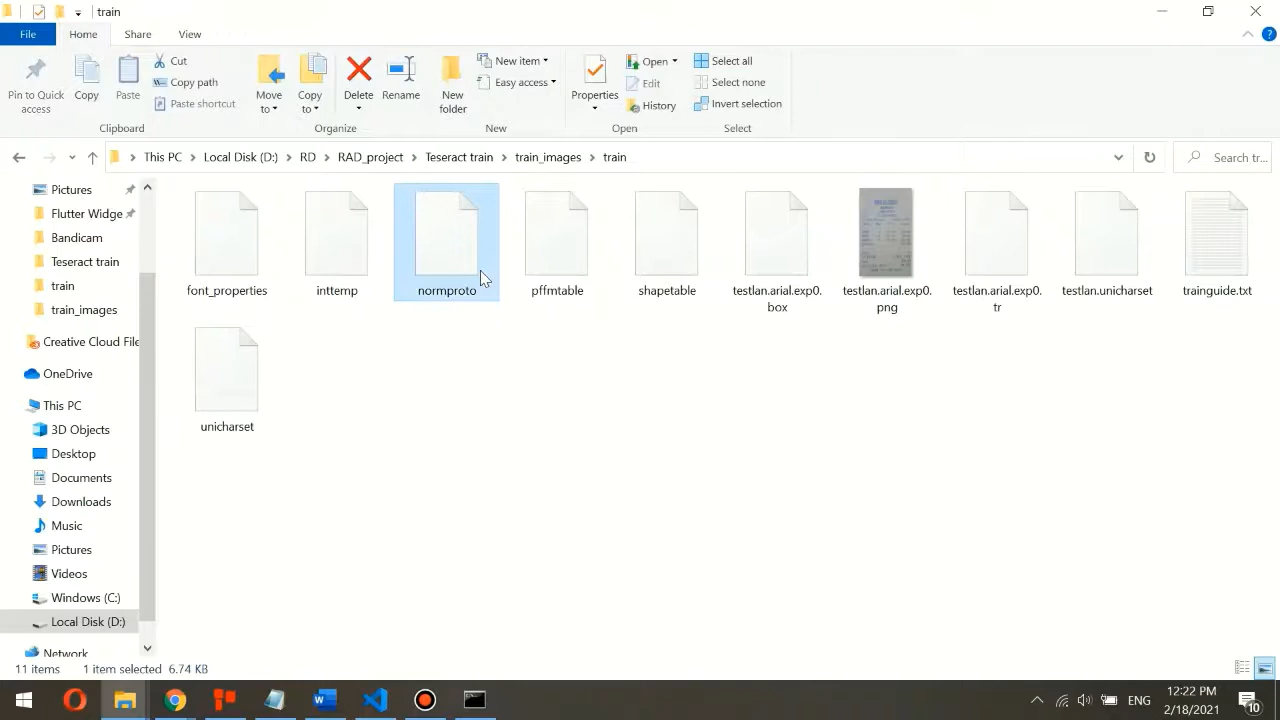 train
File
Home
Share
View
Pin to Quick access
Copy
Paste
Cut
Copy path
Paste shortcut
Clipboard
Move to
Copy to
Delete
Rename
Organize
New folder
New item
Easy access
New
Properties
Open
Edit
History
Open
Select all
Select none
Invert selection
Select
This PC > Local Disk (D:) > RD > RAD_project > Teseract train > train_images > train
Search tr...
Pictures
Flutter Widge
Bandicam
Teseract train
train
train_images
Creative Cloud File
OneDrive
This PC
3D Objects
Desktop
Documents
Downloads
Music
Pictures
Videos
Windows (C:)
Local Disk (D:)
Network
font_properties
inttemp
normproto
pffmtable
shapetable
testlan.arial.exp0.box
testlan.arial.exp0.png
testlan.arial.exp0.tr
testlan.unicharset
trainguide.txt
unicharset
11 items
1 item selected 6.74 KB
ENG
12:22 PM
2/18/2021
10